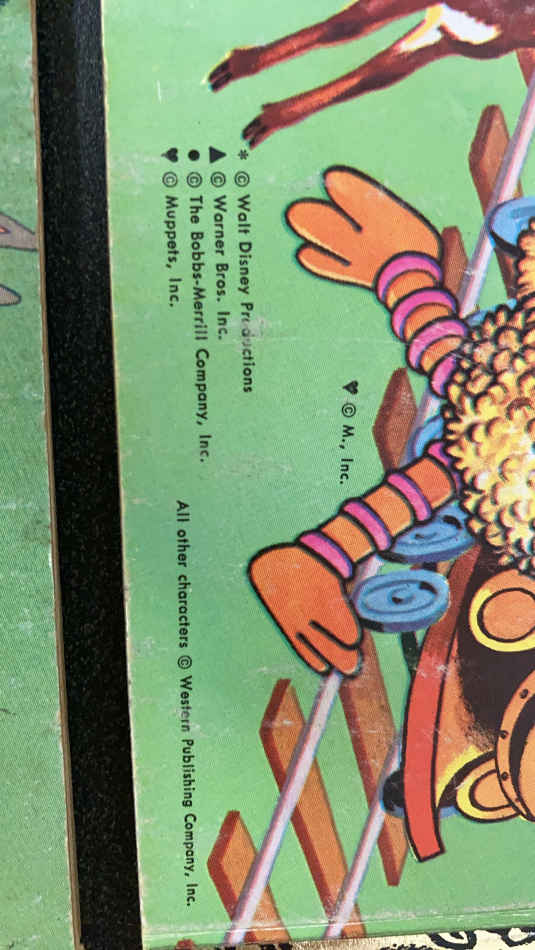 ♥ © M., Inc.
* © Walt Disney Productions
▲ © Warner Bros. Inc.
● © The Bobbs-Merrill Company, Inc.
♥ © Muppets, Inc.
All other characters © Western Publishing Company, Inc.